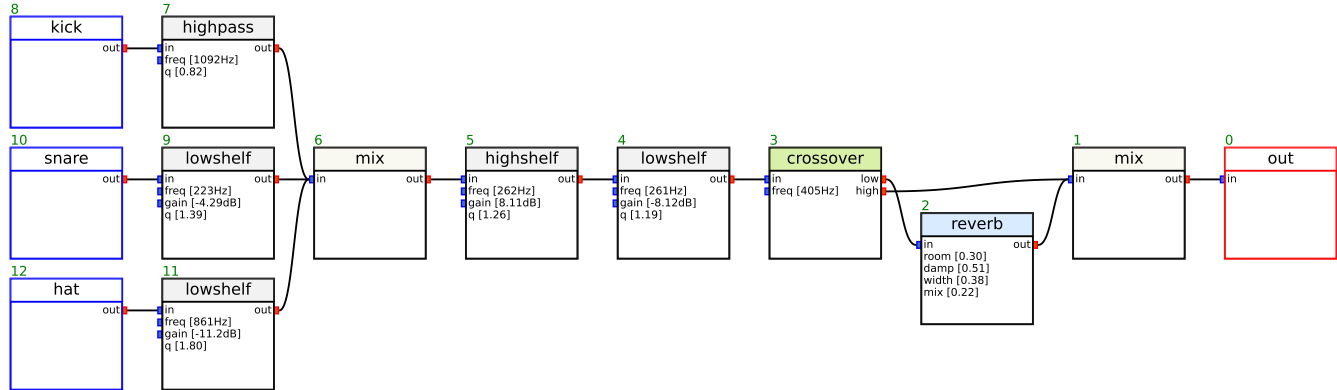 8
kick
out
7
highpass
in out
freq [1092Hz]
q [0.82]
10
snare
out
9
lowshelf
in out
freq [223Hz]
gain [-4.29dB]
q [1.39]
6
mix
in out
5
highshelf
in out
freq [262Hz]
gain [8.11dB]
q [1.26]
4
lowshelf
in out
freq [261Hz]
gain [-8.12dB]
q [1.19]
3
crossover
in low
freq [405Hz] high
2
reverb
in out
room [0.30]
damp [0.51]
width [0.38]
mix [0.22]
1
mix
in out
0
out
in
12
hat
out
11
lowshelf
in out
freq [861Hz]
gain [-11.2dB]
q [1.80]